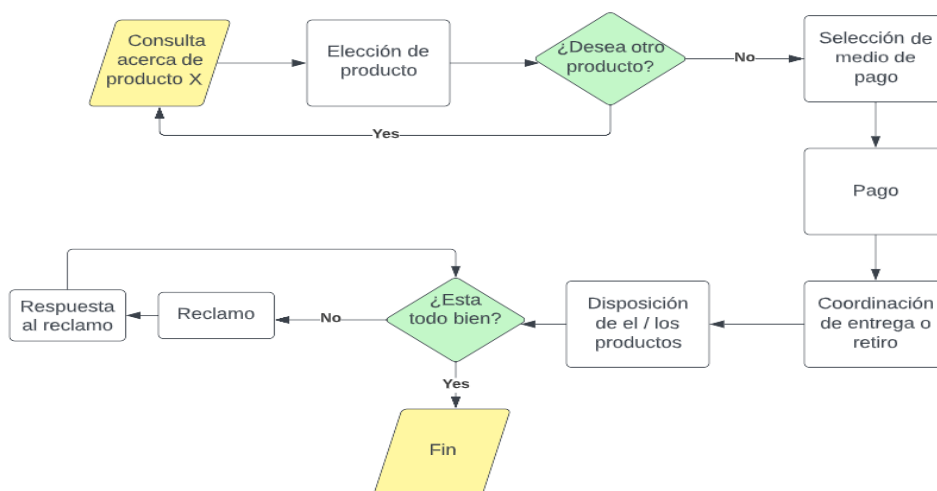 Consulta
acerca de
producto X
Elección de
producto
¿Desea otro
producto?
No
Selección de
medio de
pago
Yes
Pago
Coordinación
de entrega o
retiro
Disposición
de el / los
productos
¿Esta
todo bien?
No
Reclamo
Respuesta
al reclamo
Yes
Fin